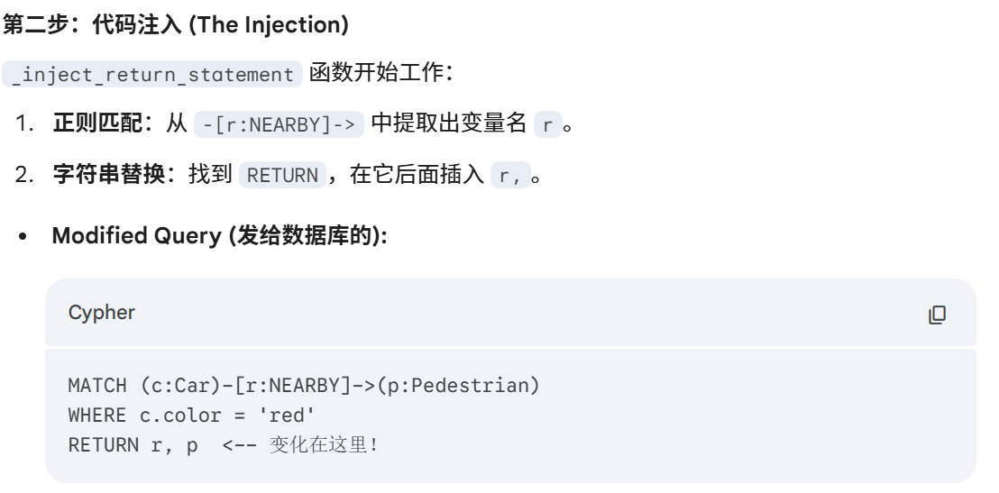 第二步：代码注入 (The Injection)
_inject_return_statement 函数开始工作：
1. 正则匹配：从 -[r:NEARBY]-> 中提取出变量名 r 。
2. 字符串替换：找到 RETURN ，在它后面插入 r, 。
• Modified Query (发给数据库的):
Cypher
MATCH (c:Car)-[r:NEARBY]->(p:Pedestrian)
WHERE c.color = 'red'
RETURN r, p  <-- 变化在这里！